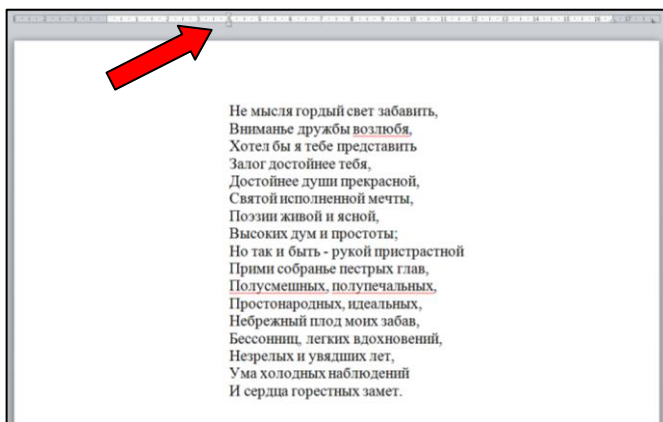 Не мысля гордый свет забавить,
Вниманье дружбы возлюбя,
Хотел бы я тебе представить
Залог достойнее тебя,
Достойнее души прекрасной,
Святой исполненной мечты,
Поэзии живой и ясной,
Высоких дум и простоты;
Но так и быть - рукой пристрастной
Прими собранье пестрых глав,
Полусмешных, полупечальных,
Простонародных, идеальных,
Небрежный плод моих забав,
Бессонниц, легких вдохновений,
Незрелых и увядших лет,
Ума холодных наблюдений
И сердца горестных замет.